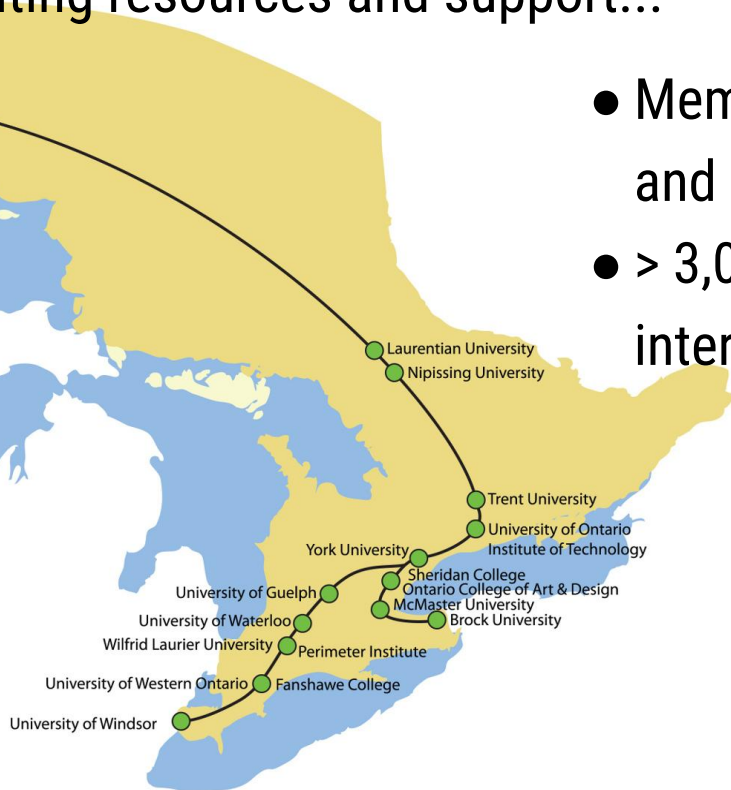 resources and support...
● Mem
and
● > 3,0
inter
Laurentian University
Nipissing University
Trent University
University of Ontario
Institute of Technology
York University
Sheridan College
Ontario College of Art & Design
University of Guelph
McMaster University
Brock University
University of Waterloo
Wilfrid Laurier University
Perimeter Institute
University of Western Ontario
Fanshawe College
University of Windsor